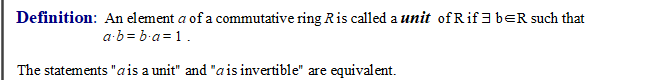 Definition: An element a of a commutative ring R is called a unit of R if ∃ b∈R such that
a·b = b·a = 1 .
The statements "a is a unit" and "a is invertible" are equivalent.